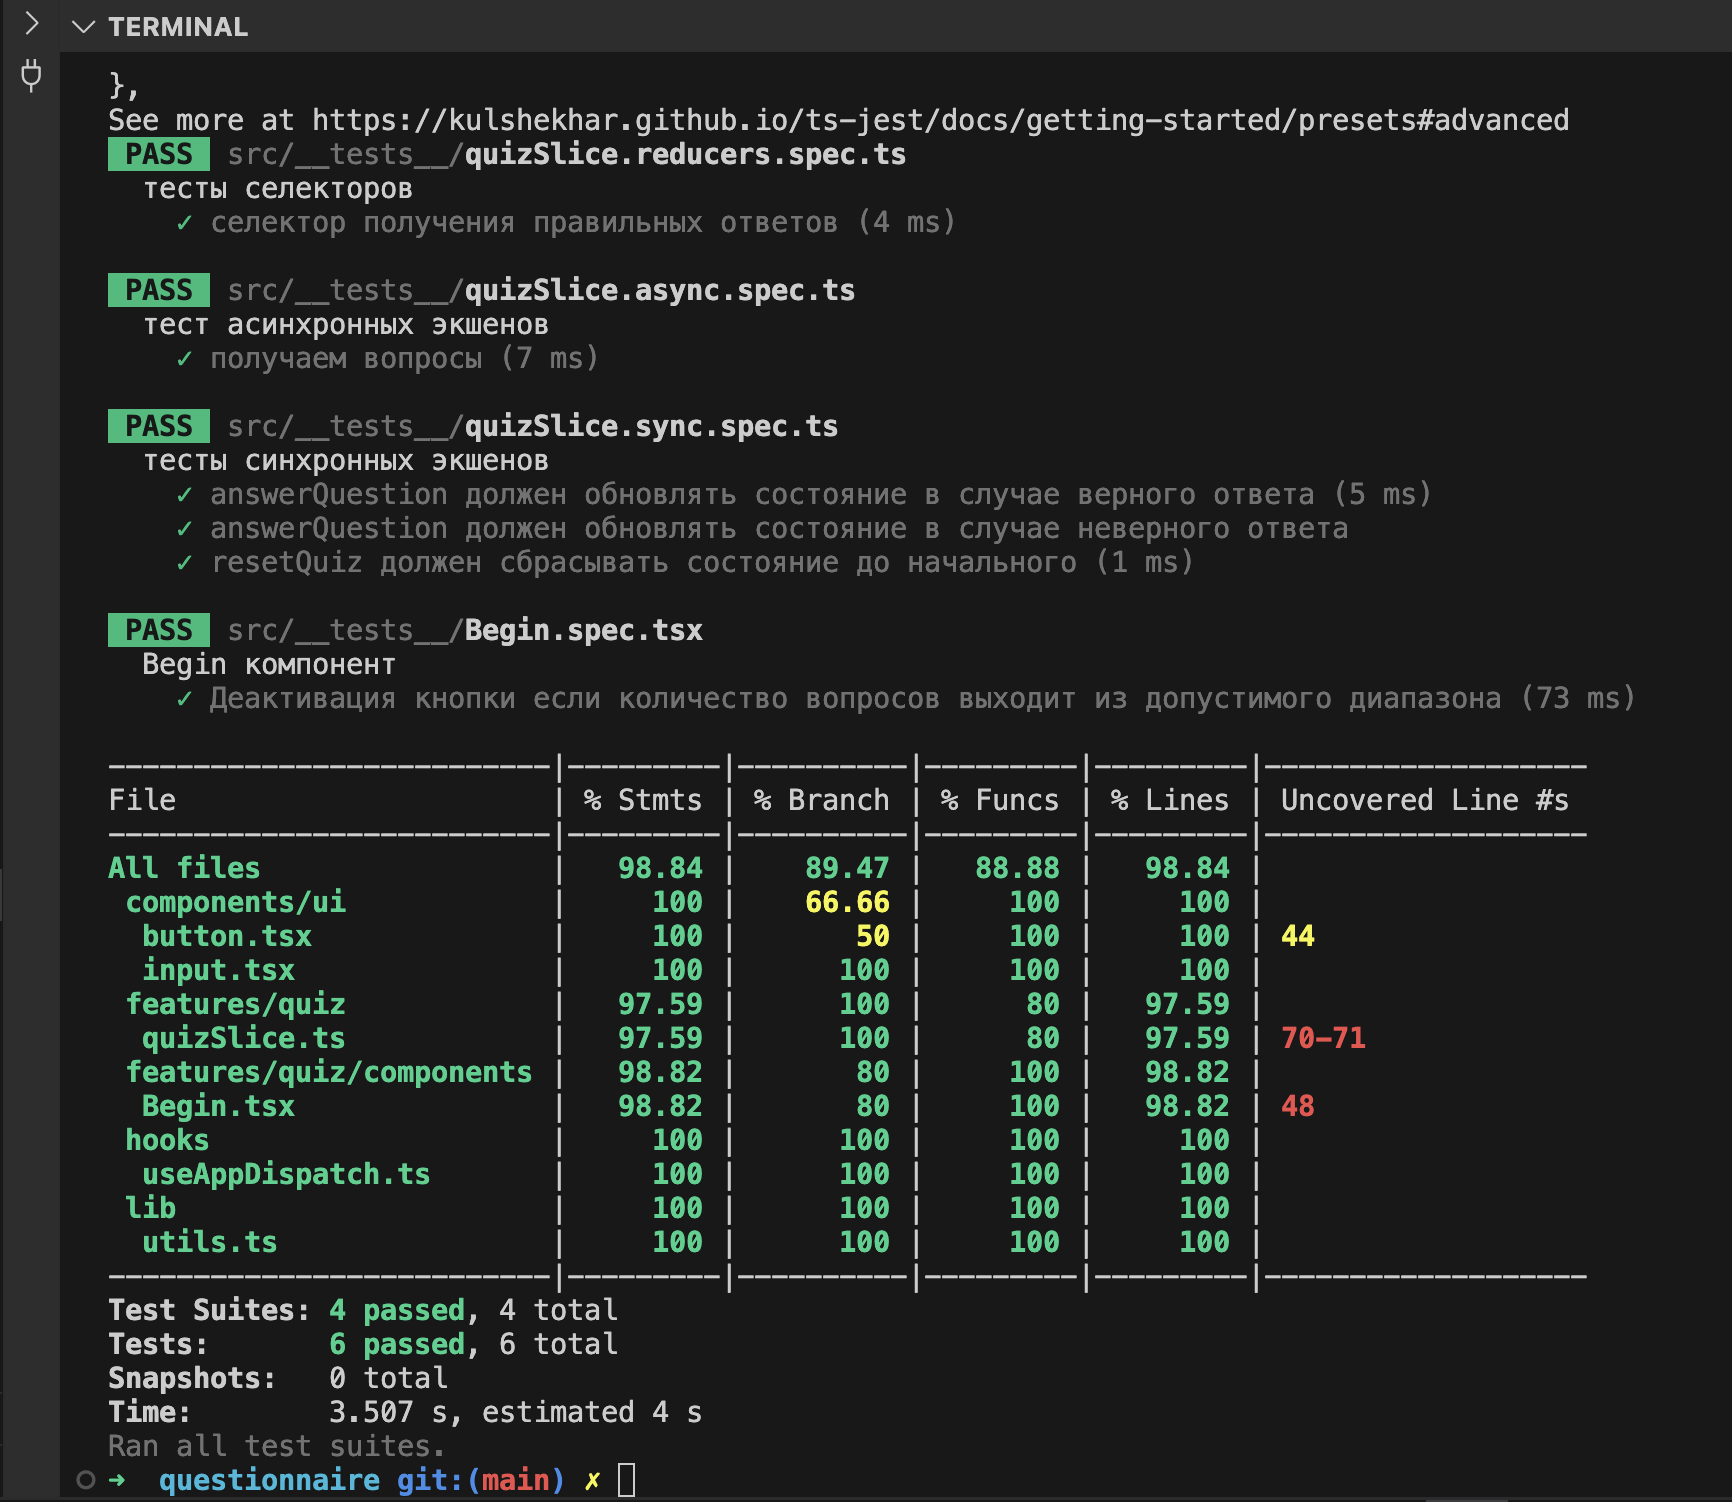 TERMINAL
},
See more at https://kulshekhar.github.io/ts-jest/docs/getting-started/presets#advanced
PASS src/__tests__/quizSlice.reducers.spec.ts
тесты селекторов
✓ селектор получения правильных ответов (4 ms)
PASS src/__tests__/quizSlice.async.spec.ts
тест асинхронных экшенов
✓ получаем вопросы (7 ms)
PASS src/__tests__/quizSlice.sync.spec.ts
тесты синхронных экшенов
✓ answerQuestion должен обновлять состояние в случае верного ответа (5 ms)
✓ answerQuestion должен обновлять состояние в случае неверного ответа
✓ resetQuiz должен сбрасывать состояние до начального (1 ms)
PASS src/__tests__/Begin.spec.tsx
Begin компонент
✓ Деактивация кнопки если количество вопросов выходит из допустимого диапазона (73 ms)
--------------------------|---------|----------|---------|---------|-------------------
File | % Stmts | % Branch | % Funcs | % Lines | Uncovered Line #s
--------------------------|---------|----------|---------|---------|-------------------
All files | 98.84 | 89.47 | 88.88 | 98.84 |
components/ui | 100 | 66.66 | 100 | 100 |
button.tsx | 100 | 50 | 100 | 100 | 44
input.tsx | 100 | 100 | 100 | 100 |
features/quiz | 97.59 | 100 | 80 | 97.59 |
quizSlice.ts | 97.59 | 100 | 80 | 97.59 | 70-71
features/quiz/components | 98.82 | 80 | 100 | 98.82 |
Begin.tsx | 98.82 | 80 | 100 | 98.82 | 48
hooks | 100 | 100 | 100 | 100 |
useAppDispatch.ts | 100 | 100 | 100 | 100 |
lib | 100 | 100 | 100 | 100 |
utils.ts | 100 | 100 | 100 | 100 |
--------------------------|---------|----------|---------|---------|-------------------
Test Suites: 4 passed, 4 total
Tests: 6 passed, 6 total
Snapshots: 0 total
Time: 3.507 s, estimated 4 s
Ran all test suites.
➜ questionnaire git:(main) ✗